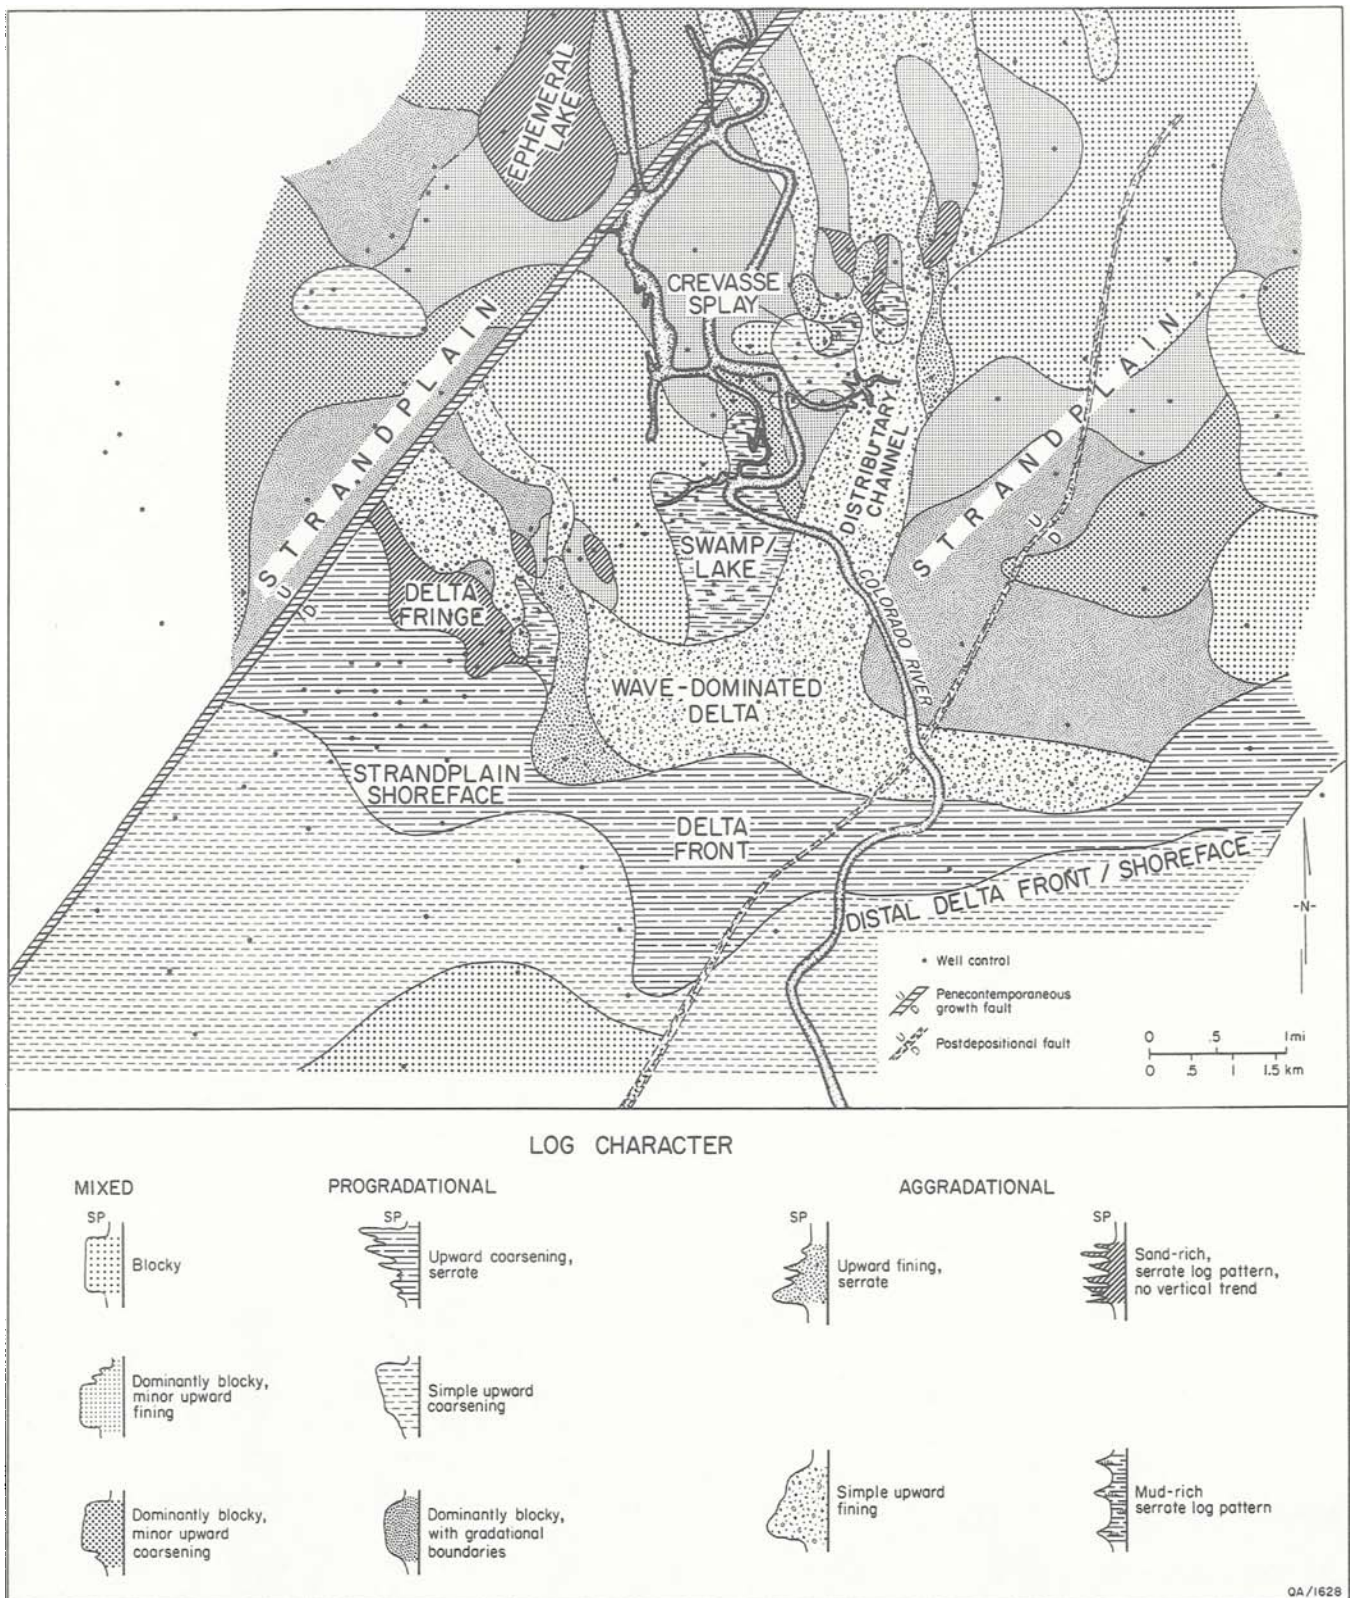 EPHEMERAL
LAKE
CREVASSE
SPLAY
STRANDPLAIN
STRANDPLAIN
DISTRIBUTARY
CHANNEL
SWAMP/
LAKE
COLORADO RIVER
U
D
U
D
DELTA
FRINGE
WAVE-DOMINATED
DELTA
STRANDPLAIN
SHOREFACE
DELTA
FRONT
DISTAL DELTA FRONT / SHOREFACE
-N-
Well control
U
D
Penecontemporaneous
growth fault
U
D
Postdepositional fault
0 .5 1 mi
0 .5 1 1.5 km
LOG CHARACTER
MIXED
SP
Blocky
Dominantly blocky,
minor upward
fining
Dominantly blocky,
minor upward
coarsening
PROGRADATIONAL
SP
Upward coarsening,
serrate
Simple upward
coarsening
Dominantly blocky,
with gradational
boundaries
AGGRADATIONAL
SP
Upward fining,
serrate
Simple upward
fining
SP
Sand-rich,
serrate log pattern,
no vertical trend
Mud-rich
serrate log pattern
QA/1628